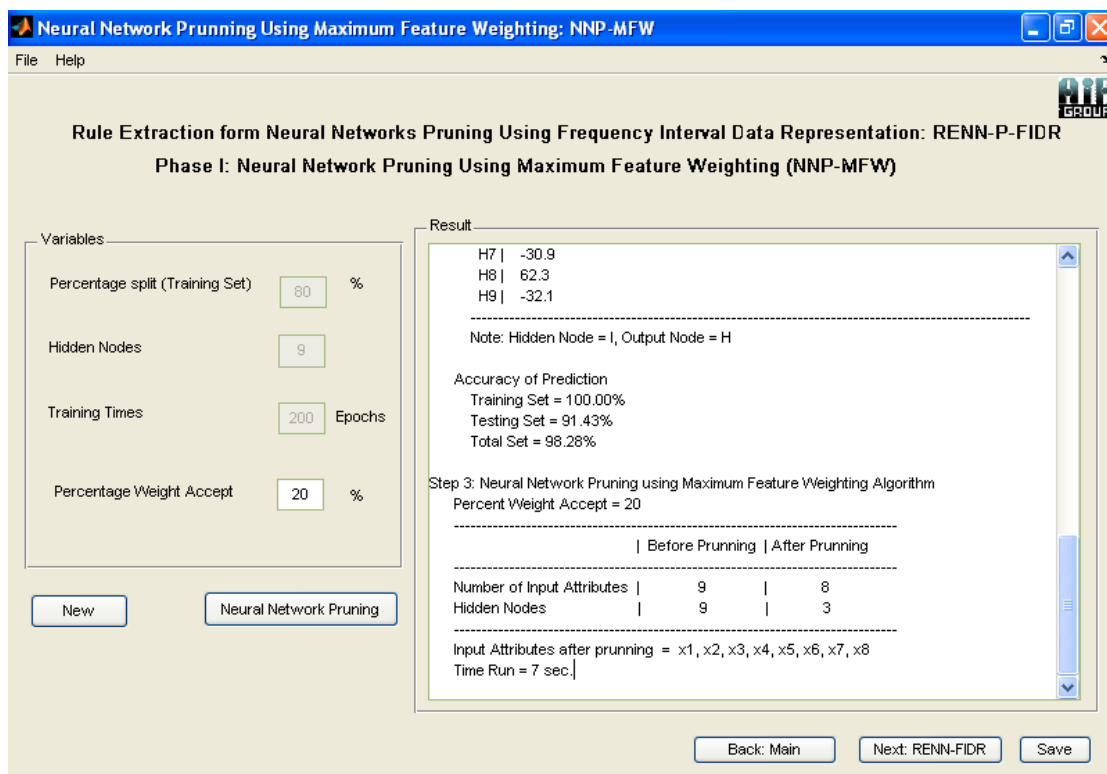 Neural Network Prunning Using Maximum Feature Weighting: NNP-MFW
File Help
AiR
GROUP
Rule Extraction form Neural Networks Pruning Using Frequency Interval Data Representation: RENN-P-FIDR
Phase I: Neural Network Pruning Using Maximum Feature Weighting (NNP-MFW)
Variables
Percentage split (Training Set) 80 %
Hidden Nodes 9
Training Times 200 Epochs
Percentage Weight Accept 20 %
New Neural Network Pruning
Result
H7 | -30.9
H8 | 62.3
H9 | -32.1
--------------------------------------------------------------------------------
Note: Hidden Node = I, Output Node = H
Accuracy of Prediction
Training Set = 100.00%
Testing Set = 91.43%
Total Set = 98.28%
Step 3: Neural Network Pruning using Maximum Feature Weighting Algorithm
Percent Weight Accept = 20
--------------------------------------------------------------------------------
| Before Prunning | After Prunning
--------------------------------------------------------------------------------
Number of Input Attributes | 9 | 8
Hidden Nodes | 9 | 3
--------------------------------------------------------------------------------
Input Attributes after prunning = x1, x2, x3, x4, x5, x6, x7, x8
Time Run = 7 sec.
Back: Main Next: RENN-FIDR Save